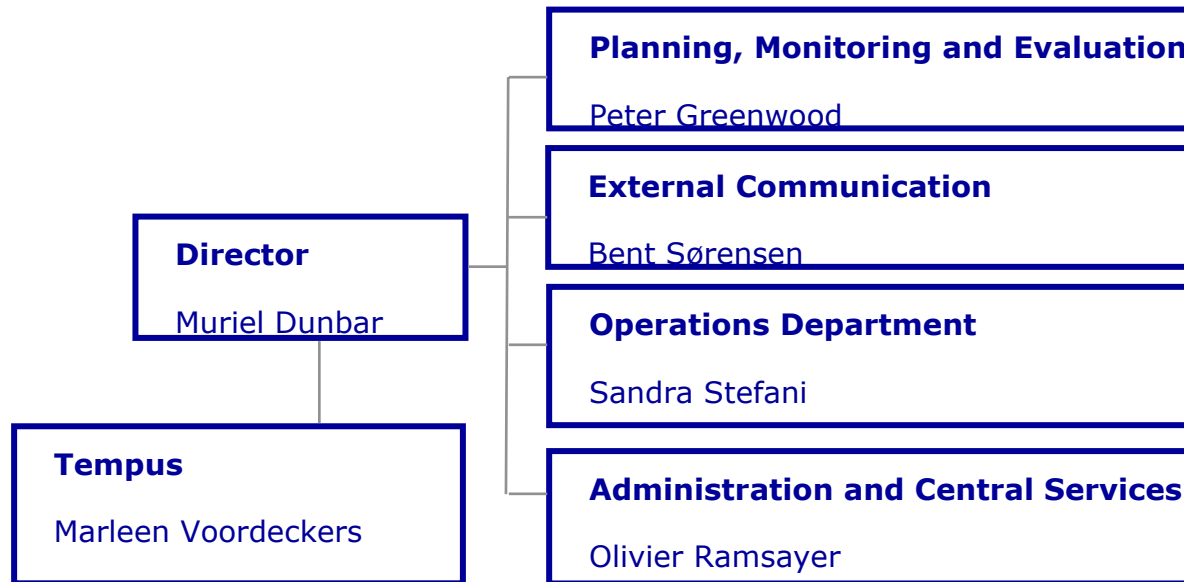 Planning, Monitoring and Evaluation
Peter Greenwood
External Communication
Bent Sørensen
Director
Muriel Dunbar
Operations Department
Sandra Stefani
Tempus
Marleen Voordeckers
Administration and Central Services
Olivier Ramsayer